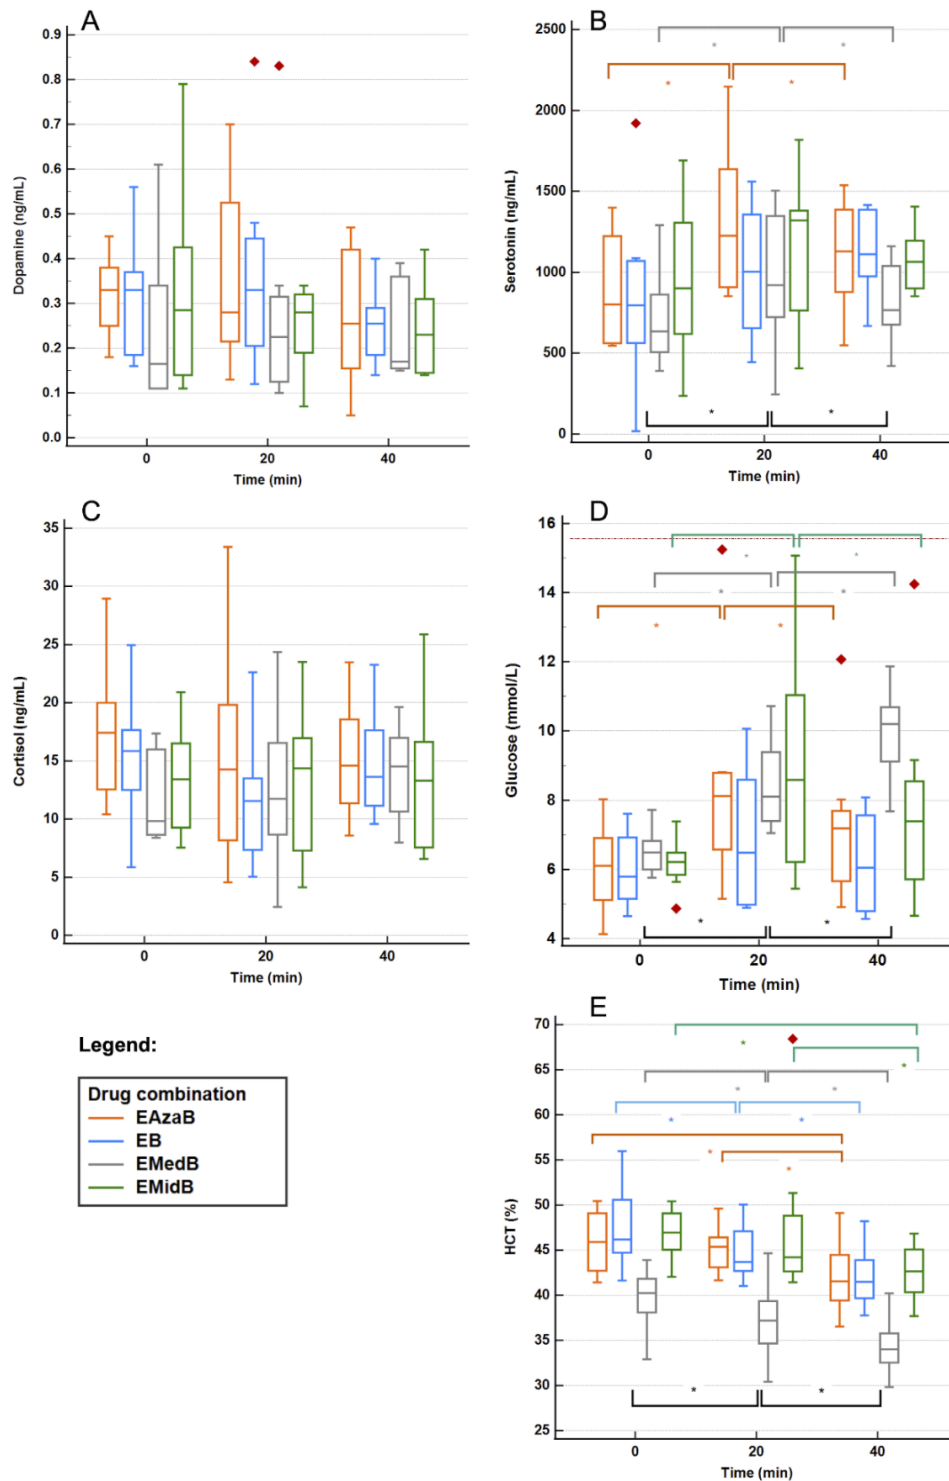 A
0.9
0.8
0.7
0.6
0.5
0.4
0.3
0.2
0.1
0.0
Dopamine (ng/mL)
0 20 40
Time (min)
B
2500
2000
1500
1000
500
0
Serotonin (ng/mL)
* *
* *
* *
0 20 40
Time (min)
C
35
30
25
20
15
10
5
0
Cortisol (ng/mL)
0 20 40
Time (min)
D
16
14
12
10
8
6
4
Glucose (mmol/L)
* *
* *
* *
* *
0 20 40
Time (min)
Legend:
Drug combination
EAzaB
EB
EMedB
EMidB
E
70
65
60
55
50
45
40
35
30
25
HCT (%)
* *
* *
* *
* *
* *
0 20 40
Time (min)